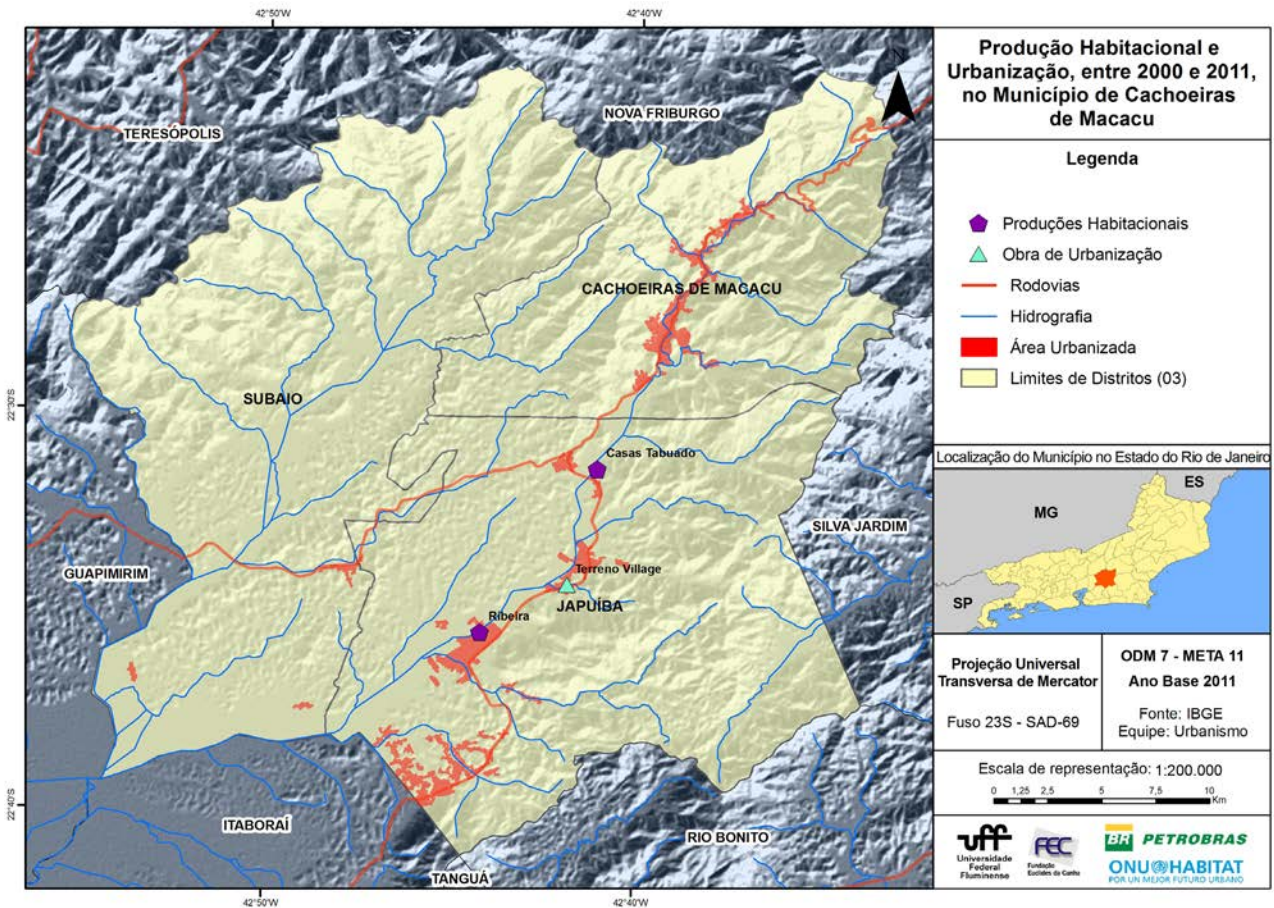 42°50'W
42°40'W
TERESÓPOLIS
NOVA FRIBURGO
N
CACHOEIRAS DE MACACU
22°30'S
SUBAIO
Casas Tabuado
SILVA JARDIM
GUAPIMIRIM
Terreno Village
JAPUÍBA
Ribeira
22°40'S
ITABORAÍ
RIO BONITO
TANGUÁ
42°50'W
42°40'W
Produção Habitacional e
Urbanização, entre 2000 e 2011,
no Município de Cachoeiras
de Macacu
Legenda
Produções Habitacionais
Obra de Urbanização
Rodovias
Hidrografia
Área Urbanizada
Limites de Distritos (03)
Localização do Município no Estado do Rio de Janeiro
ES
MG
SP
Projeção Universal
Transversa de Mercator
Fuso 23S - SAD-69
ODM 7 - META 11
Ano Base 2011
Fonte: IBGE
Equipe: Urbanismo
Escala de representação: 1:200.000
0 1,25 2,5 5 7,5 10
Km
uff
Universidade
Federal
Fluminense
FEC
Fundação
Euclides da Cunha
BR PETROBRAS
ONU HABITAT
POR UN MEJOR FUTURO URBANO